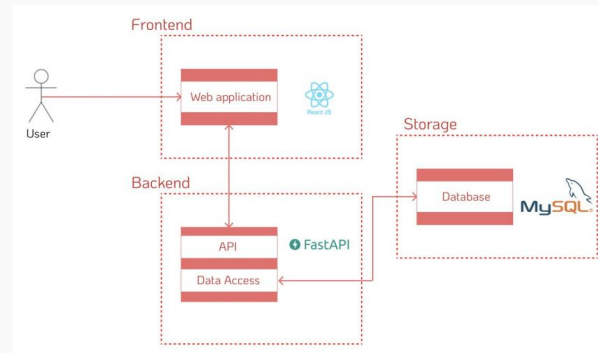 Frontend
Web application
React JS
User
Storage
Database
MySQL®
Backend
API
FastAPI
Data Access